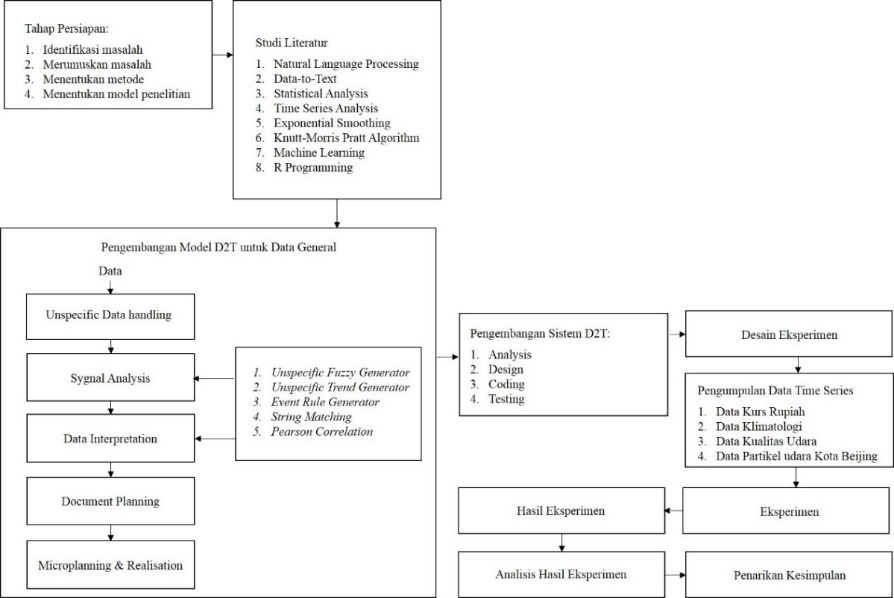 Tahap Persiapan:
1. Identifikasi masalah
2. Merumuskan masalah
3. Menentukan metode
4. Menentukan model penelitian
Studi Literatur
1. Natural Language Processing
2. Data-to-Text
3. Statistical Analysis
4. Time Series Analysis
5. Exponential Smoothing
6. Knutt-Morris Pratt Algorithm
7. Machine Learning
8. R Programming
Pengembangan Model D2T untuk Data General
Data
Unspecific Data handling
Sygnal Analysis
Data Interpretation
Document Planning
Microplanning & Realisation
1. Unspecific Fuzzy Generator
2. Unspecific Trend Generator
3. Event Rule Generator
4. String Matching
5. Pearson Correlation
Pengembangan Sistem D2T:
1. Analysis
2. Design
3. Coding
4. Testing
Desain Eksperimen
Pengumpulan Data Time Series
1. Data Kurs Rupiah
2. Data Klimatologi
3. Data Kualitas Udara
4. Data Partikel udara Kota Beijing
Eksperimen
Hasil Eksperimen
Analisis Hasil Eksperimen
Penarikan Kesimpulan